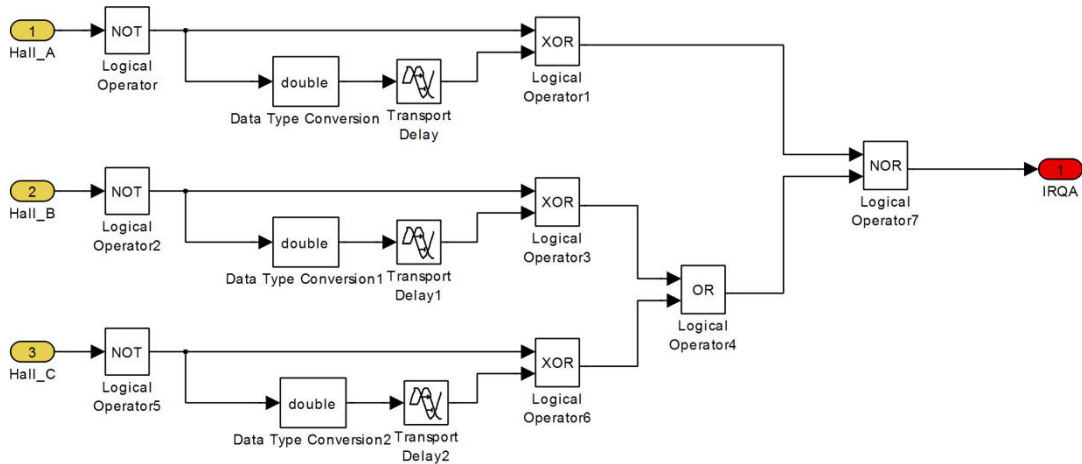 1
Hall_A
NOT
Logical
Operator
double
Data Type Conversion
Transport
Delay
XOR
Logical
Operator1
2
Hall_B
NOT
Logical
Operator2
double
Data Type Conversion1
Transport
Delay1
XOR
Logical
Operator3
3
Hall_C
NOT
Logical
Operator5
double
Data Type Conversion2
Transport
Delay2
XOR
Logical
Operator6
OR
Logical
Operator4
NOR
Logical
Operator7
1
IRQA